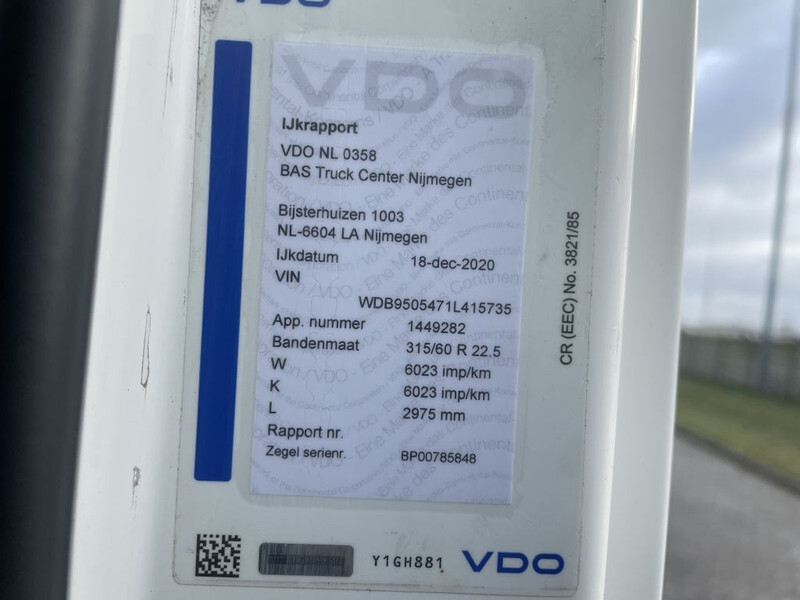 VDO
VDO
IJkrapport
VDO NL 0358
BAS Truck Center Nijmegen
Bijsterhuizen 1003
NL-6604 LA Nijmegen
IJkdatum 18-dec-2020
VIN
WDB9505471L415735
App. nummer 1449282
Bandenmaat 315/60 R 22.5
W 6023 imp/km
K 6023 imp/km
L 2975 mm
Rapport nr.
Zegel serienr. BP00785848
CR (EEC) No. 3821/85
Y1GH881 VDO